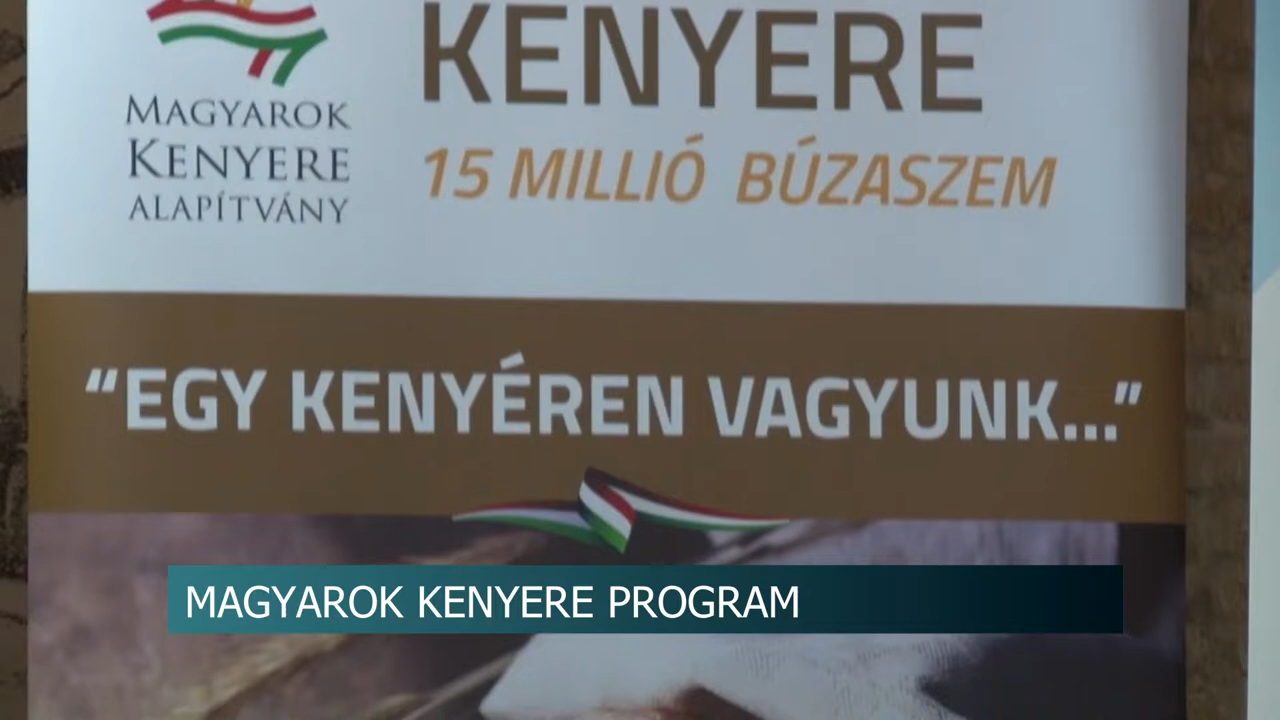 MAGYAROK
KENYERE
ALAPÍTVÁNY
KENYERE
15 MILLIÓ BÚZASZEM
“EGY KENYÉREN VAGYUNK...”
MAGYAROK KENYERE PROGRAM